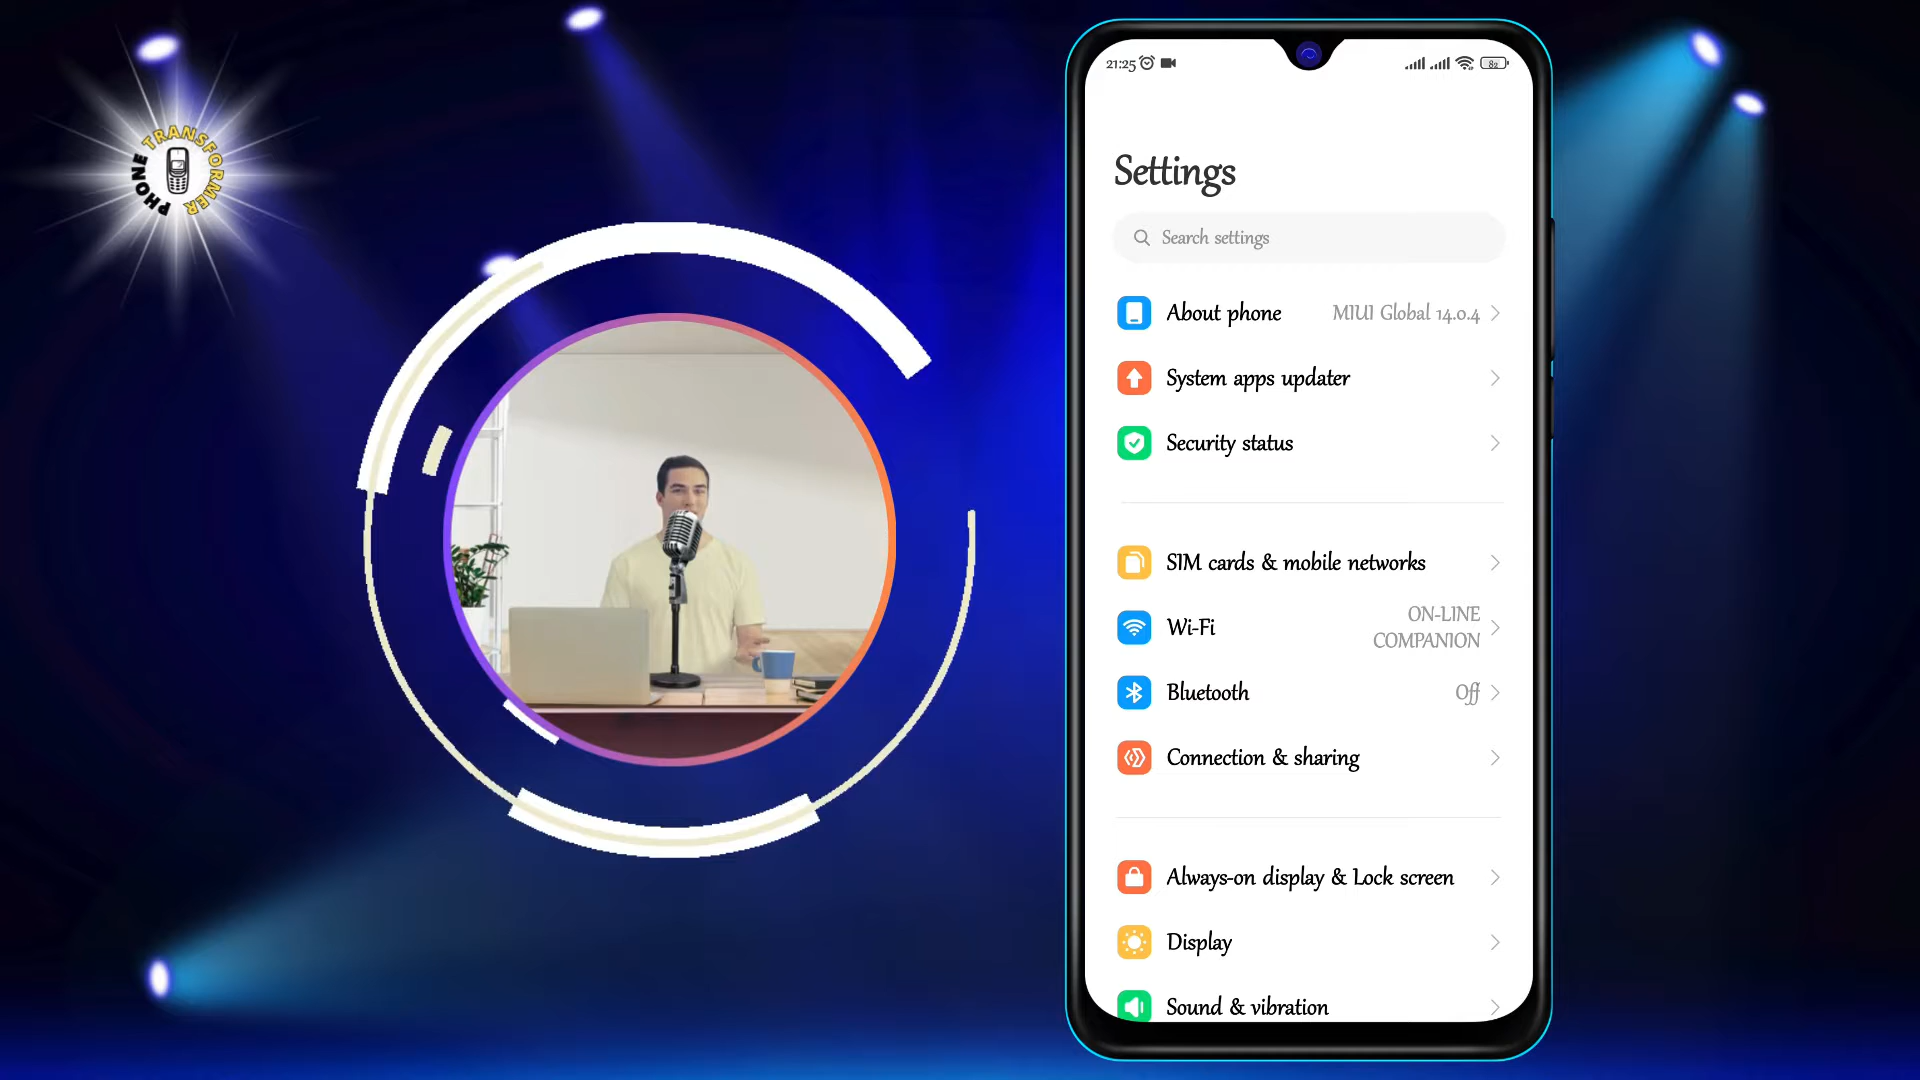 PHONE TRANSFORMER
21:25
82
Settings
Search settings
About phone
MIUI Global 14.0.4
System apps updater
Security status
SIM cards & mobile networks
Wi-Fi
ON-LINE
COMPANION
Bluetooth
Off
Connection & sharing
Always-on display & Lock screen
Display
Sound & vibration